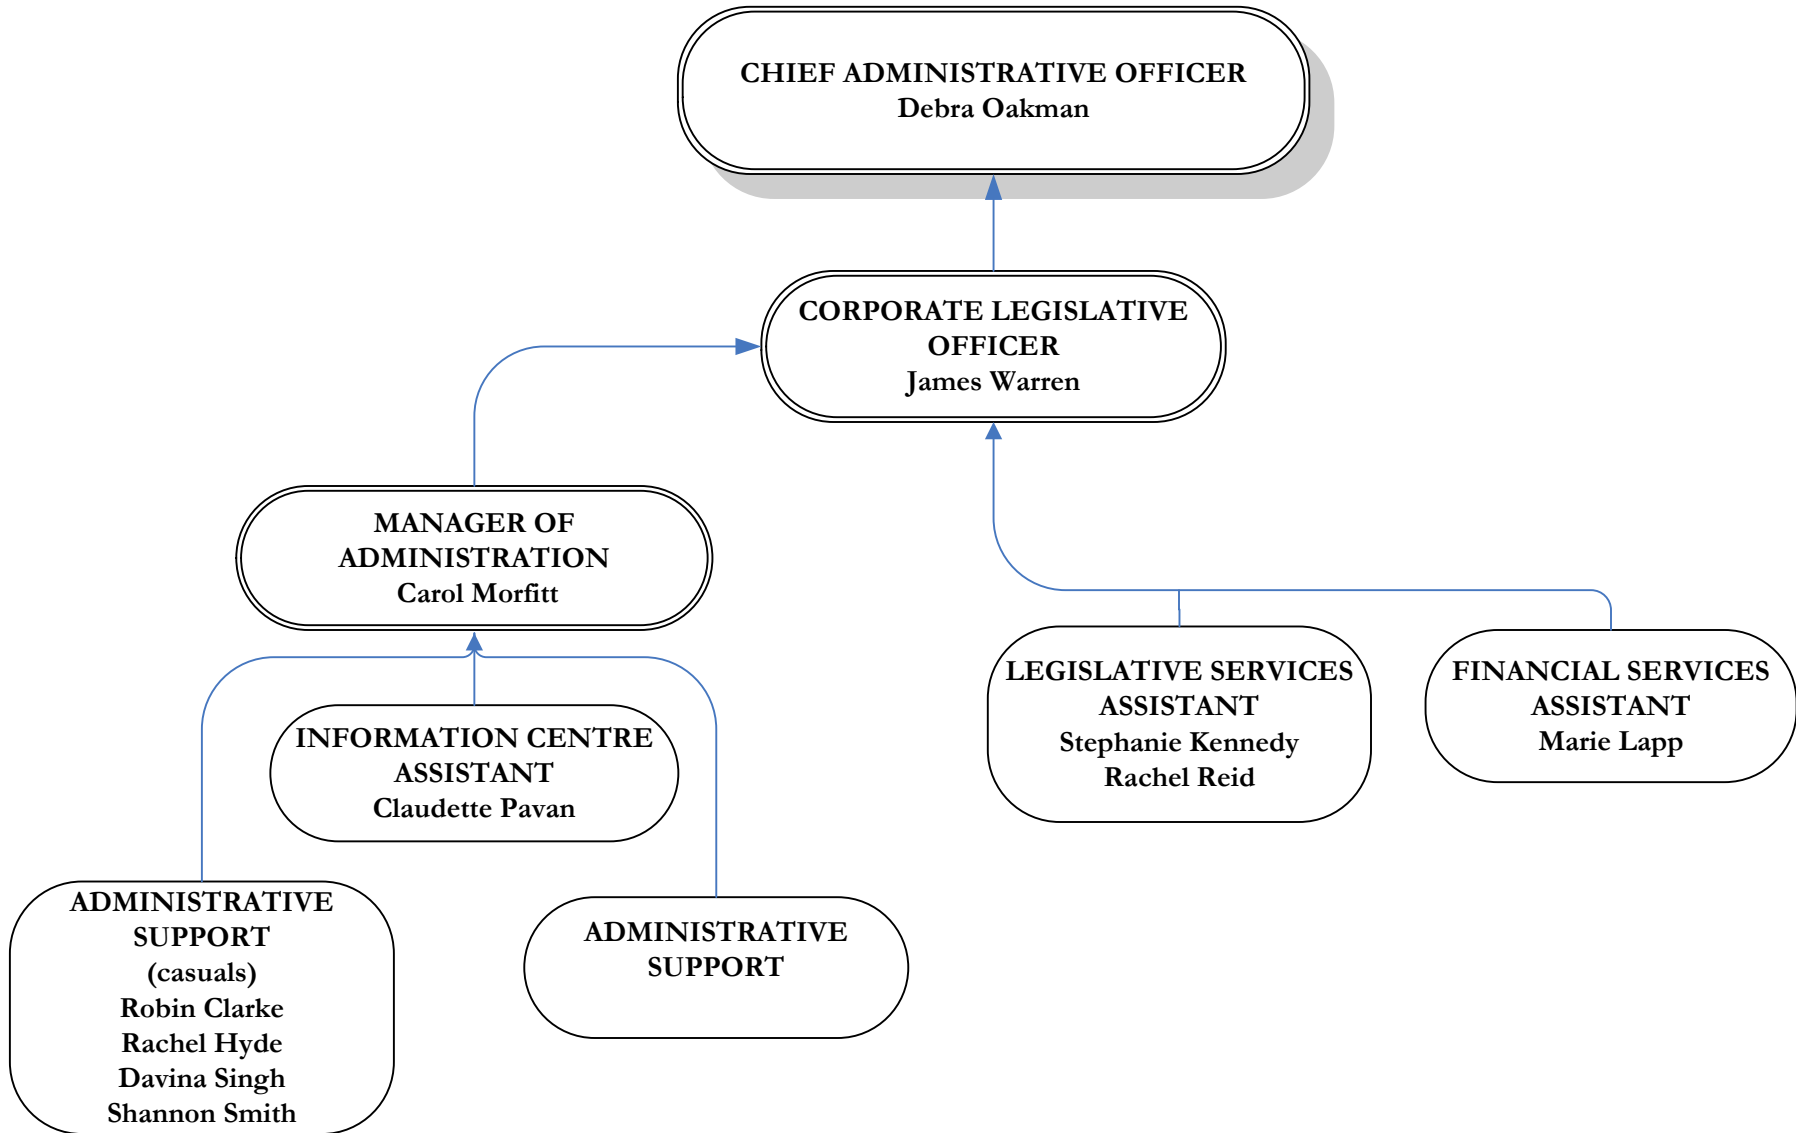 CHIEF ADMINISTRATIVE OFFICER
Debra Oakman
CORPORATE LEGISLATIVE
OFFICER
James Warren
MANAGER OF
ADMINISTRATION
Carol Morfitt
LEGISLATIVE SERVICES
ASSISTANT
Stephanie Kennedy
Rachel Reid
FINANCIAL SERVICES
ASSISTANT
Marie Lapp
INFORMATION CENTRE
ASSISTANT
Claudette Pavan
ADMINISTRATIVE
SUPPORT
(casuals)
Robin Clarke
Rachel Hyde
Davina Singh
Shannon Smith
ADMINISTRATIVE
SUPPORT